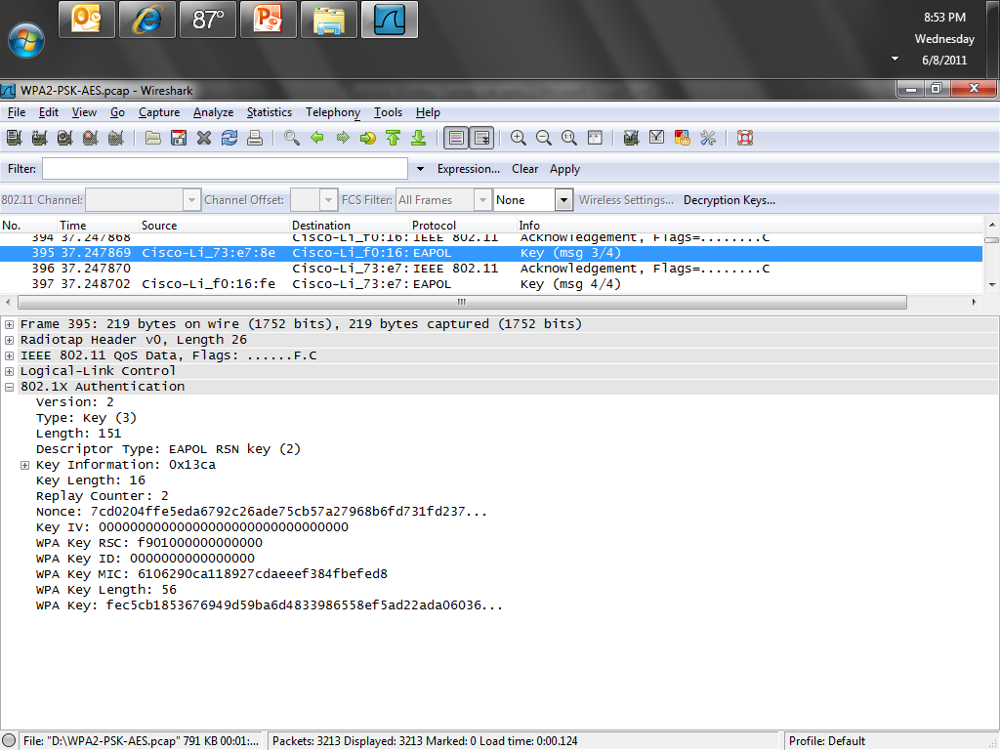 87°
8:53 PM
Wednesday
6/8/2011
WPA2-PSK-AES.pcap - Wireshark
File Edit View Go Capture Analyze Statistics Telephony Tools Help
Filter: Expression... Clear Apply
802.11 Channel: Channel Offset: FCS Filter: All Frames None Wireless Settings... Decryption Keys...
No. Time Source Destination Protocol Info
394 37.247868 Cisco-Li_f0:16: IEEE 802.11 Acknowledgement, Flags=........C
395 37.247869 Cisco-Li_73:e7:8e Cisco-Li_f0:16: EAPOL Key (msg 3/4)
396 37.247870 Cisco-Li_73:e7: IEEE 802.11 Acknowledgement, Flags=........C
397 37.248702 Cisco-Li_f0:16:fe Cisco-Li_73:e7: EAPOL Key (msg 4/4)
Frame 395: 219 bytes on wire (1752 bits), 219 bytes captured (1752 bits)
Radiotap Header v0, Length 26
IEEE 802.11 QoS Data, Flags: ......F.C
Logical-Link Control
802.1X Authentication
Version: 2
Type: Key (3)
Length: 151
Descriptor Type: EAPOL RSN key (2)
Key Information: 0x13ca
Key Length: 16
Replay Counter: 2
Nonce: 7cd0204ffe5eda6792c26ade75cb57a27968b6fd731fd237...
Key IV: 00000000000000000000000000000000
WPA Key RSC: f901000000000000
WPA Key ID: 0000000000000000
WPA Key MIC: 6106290ca118927cdaeeef384fbefed8
WPA Key Length: 56
WPA Key: fec5cb1853676949d59ba6d4833986558ef5ad22ada06036...
File: "D:\WPA2-PSK-AES.pcap" 791 KB 00:01:... Packets: 3213 Displayed: 3213 Marked: 0 Load time: 0:00.124 Profile: Default